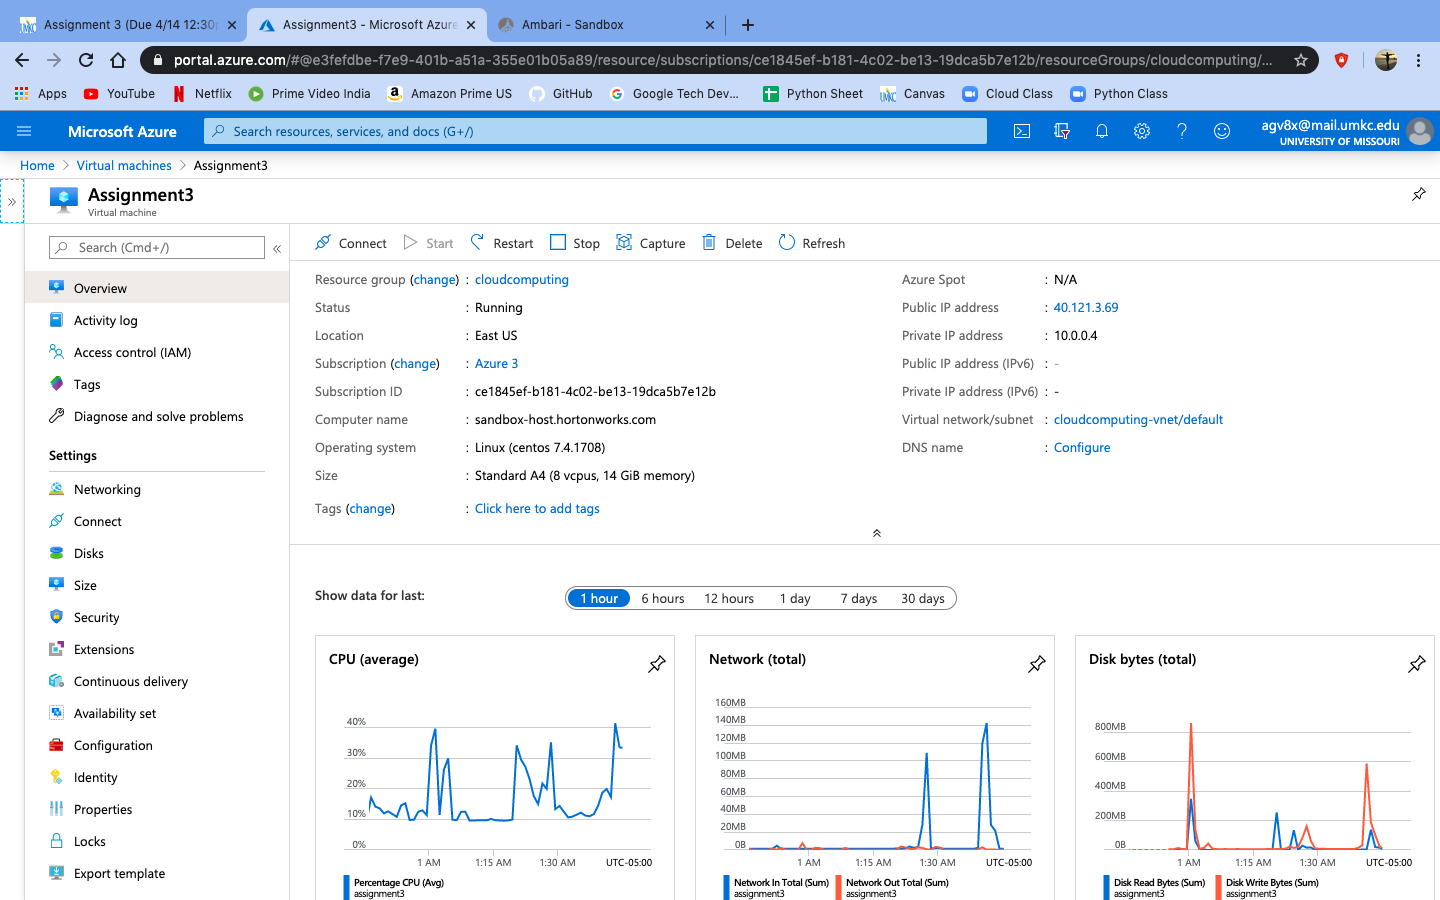 Assignment 3 (Due 4/14 12:30p
Assignment3 - Microsoft Azure
Ambari - Sandbox
portal.azure.com/#@e3fefdbe-f7e9-401b-a51a-355e01b05a89/resource/subscriptions/ce1845ef-b181-4c02-be13-19dca5b7e12b/resourceGroups/cloudcomputing/...
Apps YouTube Netflix Prime Video India Amazon Prime US GitHub Google Tech Dev... Python Sheet Canvas Cloud Class Python Class
Microsoft Azure
Search resources, services, and docs (G+/)
agv8x@mail.umkc.edu
UNIVERSITY OF MISSOURI
Home > Virtual machines > Assignment3
Assignment3
Virtual machine
Search (Cmd+/)
Overview
Activity log
Access control (IAM)
Tags
Diagnose and solve problems
Settings
Networking
Connect
Disks
Size
Security
Extensions
Continuous delivery
Availability set
Configuration
Identity
Properties
Locks
Export template
Connect Start Restart Stop Capture Delete Refresh
Resource group (change) : cloudcomputing
Status : Running
Location : East US
Subscription (change) : Azure 3
Subscription ID : ce1845ef-b181-4c02-be13-19dca5b7e12b
Computer name : sandbox-host.hortonworks.com
Operating system : Linux (centos 7.4.1708)
Size : Standard A4 (8 vcpus, 14 GiB memory)
Tags (change) : Click here to add tags
Azure Spot : N/A
Public IP address : 40.121.3.69
Private IP address : 10.0.0.4
Public IP address (IPv6) : -
Private IP address (IPv6) : -
Virtual network/subnet : cloudcomputing-vnet/default
DNS name : Configure
Show data for last:
1 hour 6 hours 12 hours 1 day 7 days 30 days
CPU (average)
40%
30%
20%
10%
0%
1 AM 1:15 AM 1:30 AM UTC-05:00
Percentage CPU (Avg)
assignment3
Network (total)
160MB
140MB
120MB
100MB
80MB
60MB
40MB
20MB
0B
1 AM 1:15 AM 1:30 AM UTC-05:00
Network In Total (Sum)
assignment3
Network Out Total (Sum)
assignment3
Disk bytes (total)
800MB
600MB
400MB
200MB
0B
1 AM 1:15 AM 1:30 AM UTC-05:00
Disk Read Bytes (Sum)
assignment3
Disk Write Bytes (Sum)
assignment3